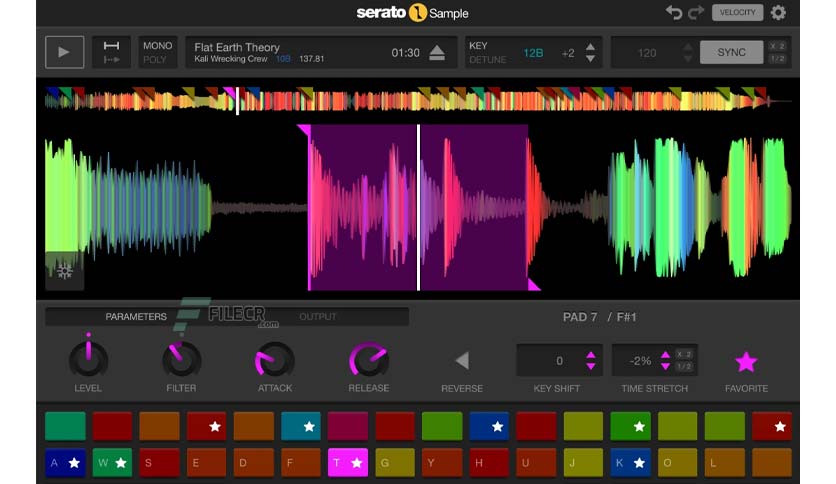 serato Sample
VELOCITY
MONO
POLY
Flat Earth Theory
Kali Wrecking Crew 10B 137.81
01:30
KEY 12B +2
DETUNE
120
SYNC
X 2
1/2
PARAMETERS
OUTPUT
FILECR
.com
PAD 7 / F#1
0
-2%
X 2
1/2
LEVEL
FILTER
ATTACK
RELEASE
REVERSE
KEY SHIFT
TIME STRETCH
FAVORITE
A W S E D F T G Y H U J K O L